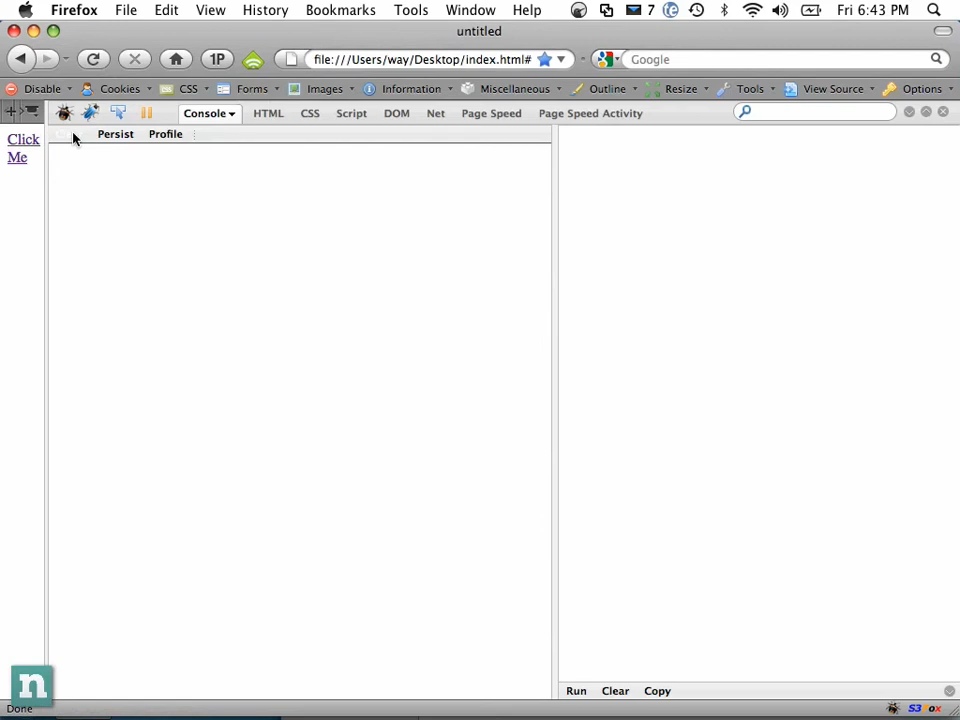 Firefox File Edit View History Bookmarks Tools Window Help 7 Fri 6:43 PM
untitled
1P file:///Users/way/Desktop/index.html# Google
Disable Cookies CSS Forms Images Information Miscellaneous Outline Resize Tools View Source Options
Console HTML CSS Script DOM Net Page Speed Page Speed Activity
Persist Profile
Click
Me
Run Clear Copy
n
Done S3Fox